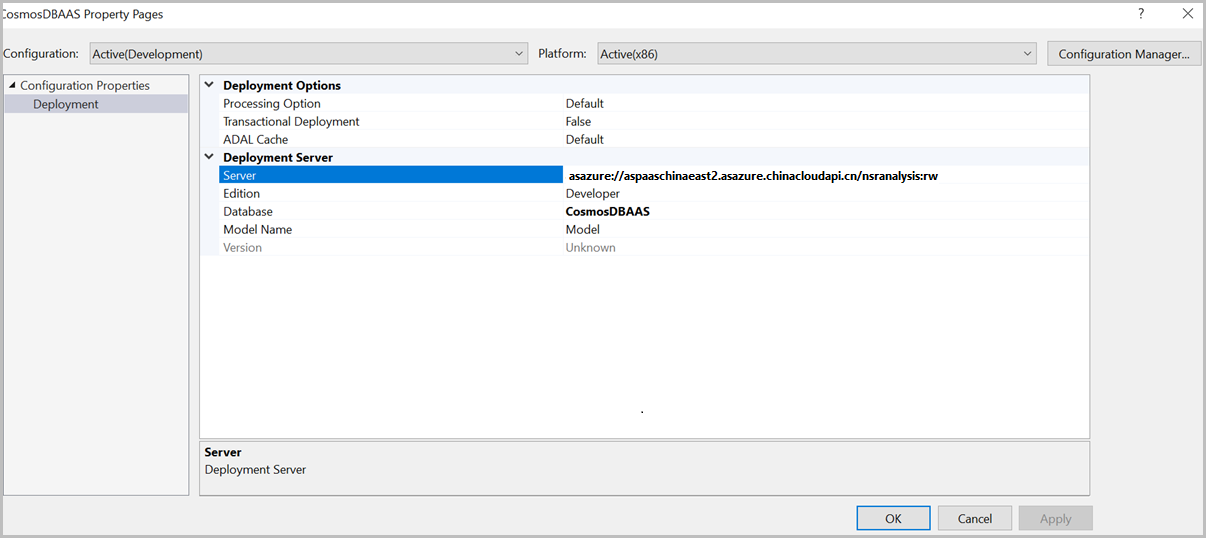 CosmosDBAAS Property Pages ?
Configuration: Active(Development) Platform: Active(x86) Configuration Manager...
Configuration Properties
Deployment
Deployment Options
Processing Option Default
Transactional Deployment False
ADAL Cache Default
Deployment Server
Server asazure://aspaaschinaeast2.asazure.chinacloudapi.cn/nsranalysis:rw
Edition Developer
Database CosmosDBAAS
Model Name Model
Version Unknown
.
Server
Deployment Server
OK Cancel Apply